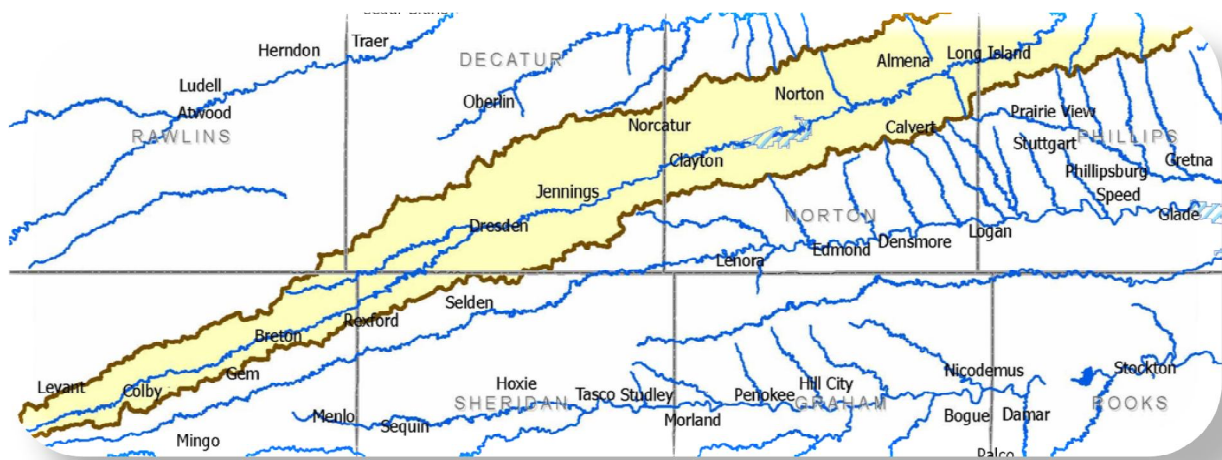 Traer
Herndon
DECATUR
Almena
Long Island
Ludell
Oberlin
Norton
Atwood
RAWLINS
Norcatur
Calvert
Prairie View
PHILLIPS
Stuttgart
Clayton
Gretna
Phillipsburg
Jennings
Speed
NORTON
Glade
Dresden
Logan
Densmore
Edmond
Lenora
Selden
Rexford
Breton
Gem
Levant
Colby
Hoxie
SHERIDAN
Tasco
Studley
Penokee
Hill City
GRAHAM
Nicodemus
Stockton
ROOKS
Menlo
Sequin
Morland
Bogue
Damar
Mingo
Palco